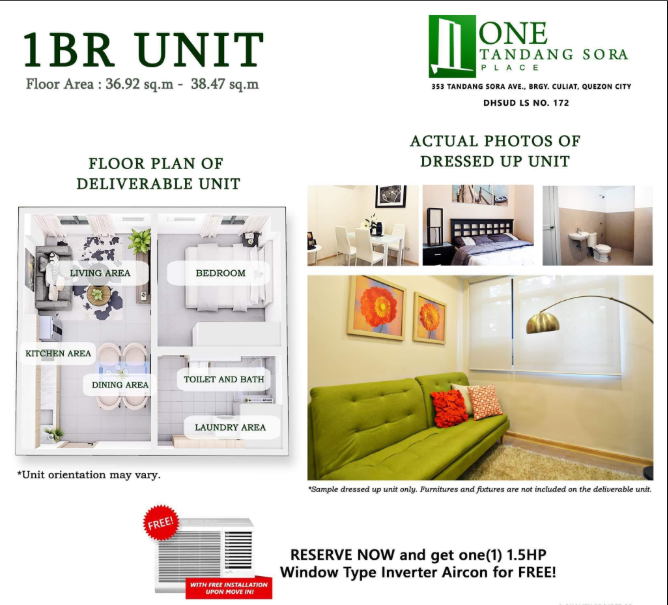 1BR UNIT
Floor Area : 36.92 sq.m - 38.47 sq.m
ONE
TANDANG SORA
PLACE
353 TANDANG SORA AVE., BRGY. CULIAT, QUEZON CITY
DHSUD LS NO. 172
FLOOR PLAN OF
DELIVERABLE UNIT
LIVING AREA
BEDROOM
KITCHEN AREA
DINING AREA
TOILET AND BATH
LAUNDRY AREA
*Unit orientation may vary.
ACTUAL PHOTOS OF
DRESSED UP UNIT
*Sample dressed up unit only. Furnitures and fixtures are not included on the deliverable unit.
FREE!
WITH FREE INSTALLATION
UPON MOVE IN!
RESERVE NOW and get one(1) 1.5HP
Window Type Inverter Aircon for FREE!